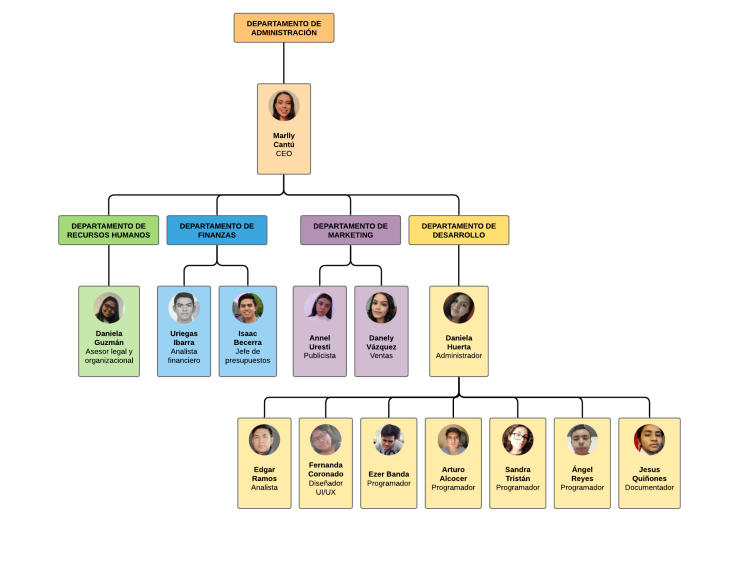 DEPARTAMENTO DE
ADMINISTRACIÓN
Marlly
Cantú
CEO
DEPARTAMENTO DE
RECURSOS HUMANOS
DEPARTAMENTO DE
FINANZAS
DEPARTAMENTO DE
MARKETING
DEPARTAMENTO DE
DESARROLLO
Daniela
Guzmán
Asesor legal y
organizacional
Uriegas
Ibarra
Analista
financiero
Isaac
Becerra
Jefe de
presupuestos
Annel
Uresti
Publicista
Danely
Vázquez
Ventas
Daniela
Huerta
Administrador
Edgar
Ramos
Analista
Fernanda
Coronado
Diseñador
UI/UX
Ezer Banda
Programador
Arturo
Alcocer
Programador
Sandra
Tristán
Programador
Ángel
Reyes
Programador
Jesus
Quiñones
Documentador